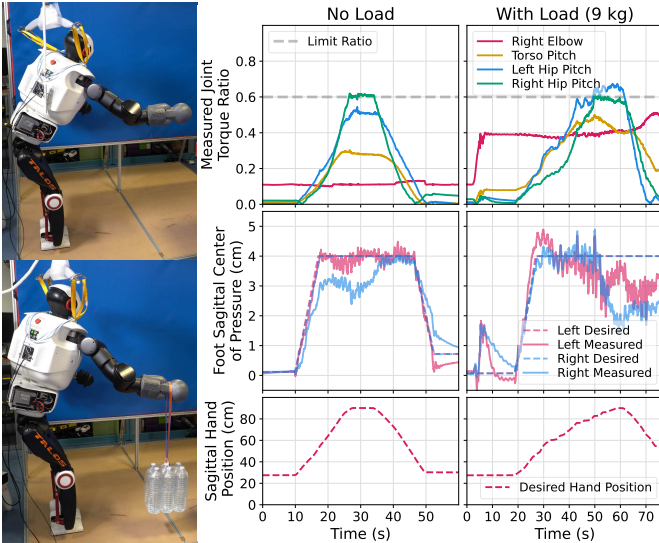 No Load
With Load (9 kg)
Measured Joint
Torque Ratio
0.8
0.6
0.4
0.2
0.0
Limit Ratio
Right Elbow
Torso Pitch
Left Hip Pitch
Right Hip Pitch
Foot Sagittal Center
of Pressure (cm)
5
4
3
2
1
0
Left Desired
Left Measured
Right Desired
Right Measured
Sagittal Hand
Position (cm)
80
60
40
20
Desired Hand Position
0 10 20 30 40 50
0 10 20 30 40 50 60 70
Time (s)
Time (s)
TALOS
TALOS